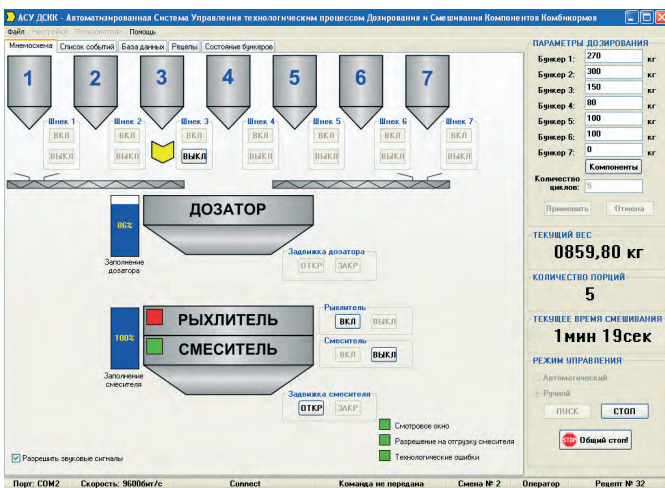 АСУ ДСКК - Автоматизированная Система Управления технологическим процессом Дозирования и Смешивания Компонентов Комбикормов
Файл Настройки Пользователи Помощь
Мнемосхема Список событий База данных Рецепы Состояние бункеров
1 2 3 4 5 6 7
Шнек 1 Шнек 2 Шнек 3 Шнек 4 Шнек 5 Шнек 6 Шнек 7
ВКЛ ВКЛ ВКЛ ВКЛ ВКЛ ВКЛ ВКЛ
ВЫКЛ ВЫКЛ ВЫКЛ ВЫКЛ ВЫКЛ ВЫКЛ ВЫКЛ
86%
Заполнение
дозатора
ДОЗАТОР
Задвижка дозатора
ОТКР ЗАКР
100%
Заполнение
смесителя
РЫХЛИТЕЛЬ
СМЕСИТЕЛЬ
Рыхлитель
ВКЛ ВЫКЛ
Смеситель
ВКЛ ВЫКЛ
Задвижка смесителя
ОТКР ЗАКР
Смотровое окно
Разрешение на отгрузку смесителя
Технологические ошибки
Разрешить звуковые сигналы
ПАРАМЕТРЫ ДОЗИРОВАНИЯ
Бункер 1: 270 кг
Бункер 2: 300 кг
Бункер 3: 150 кг
Бункер 4: 80 кг
Бункер 5: 100 кг
Бункер 6: 100 кг
Бункер 7: 0 кг
Компоненты
Количество
циклов: 5
Применить Отмена
ТЕКУЩИЙ ВЕС
0859,80 кг
КОЛИЧЕСТВО ПОРЦИЙ
5
ТЕКУЩЕЕ ВРЕМЯ СМЕШИВАНИЯ
1мин 19сек
РЕЖИМ УПРАВЛЕНИЯ
Автоматический
Ручной
ПУСК СТОП
STOP Общий стоп!
Порт: COM2 Скорость: 9600бит/с Connect Команда не передана Смена № 2 Оператор Рецепт № 32